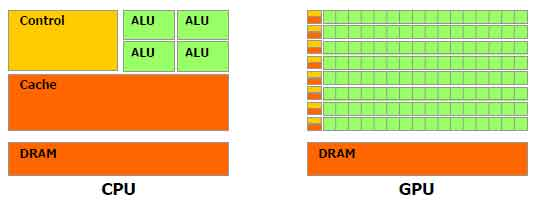 Control
ALU ALU
ALU ALU
Cache
DRAM
CPU
DRAM
GPU